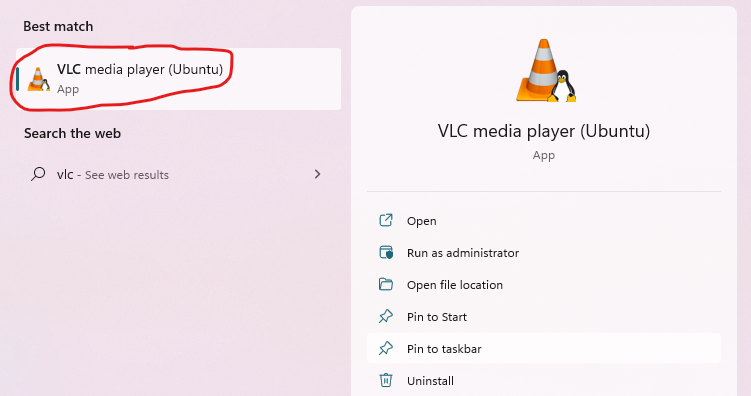 Best match
VLC media player (Ubuntu)
App
Search the web
vlc - See web results
VLC media player (Ubuntu)
App
Open
Run as administrator
Open file location
Pin to Start
Pin to taskbar
Uninstall